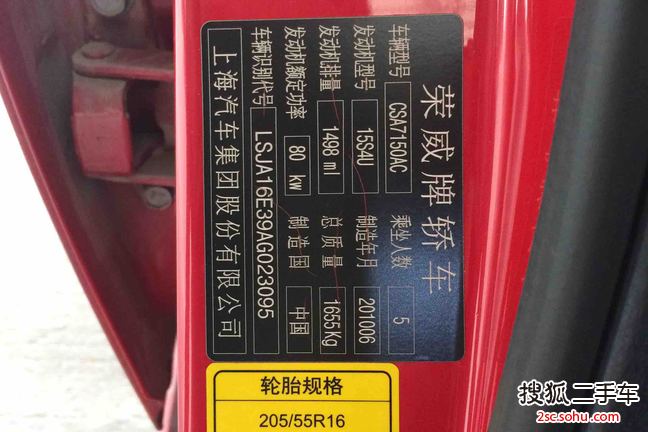 荣威牌轿车
车辆型号 CSA7150AC 乘坐人数 5
发动机型号 15S4U 制造年月 201006
发动机排量 1498 ml 总质量 1655Kg
发动机额定功率 80 kw 制造国 中国
车辆识别代号 LSJA16E39AG023095
上海汽车集团股份有限公司
轮胎规格
205/55R16
搜狐二手车
2sc.sohu.com